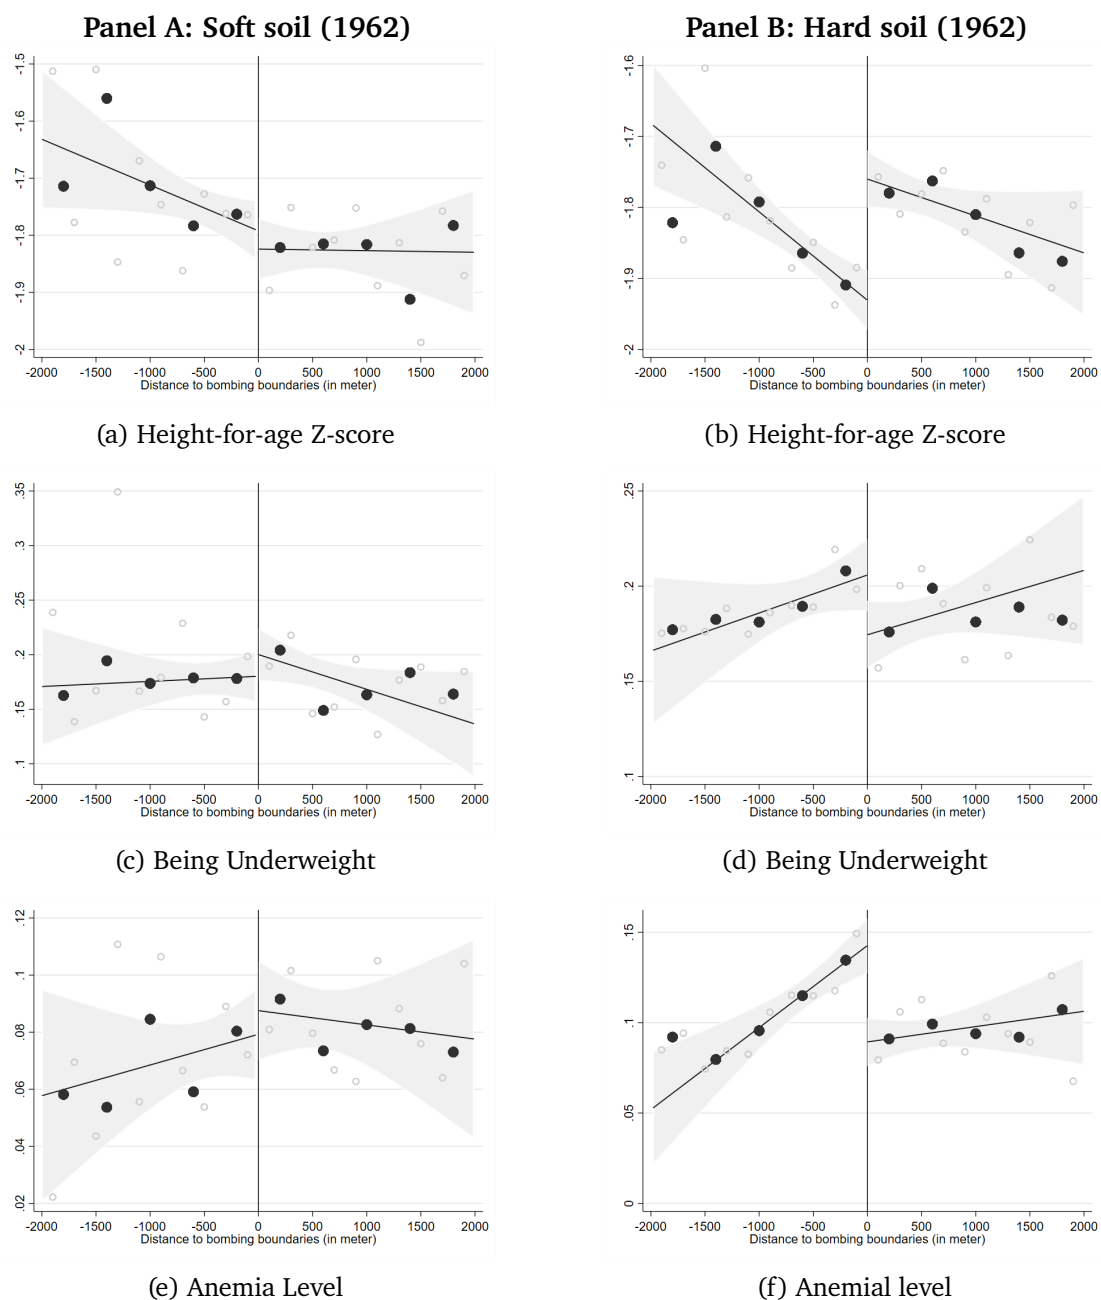 Panel A: Soft soil (1962)
Panel B: Hard soil (1962)
-1.5
-1.6
-1.7
-1.8
-1.9
-2
-2000 -1500 -1000 -500 0 500 1000 1500 2000
Distance to bombing boundaries (in meter)
(a) Height-for-age Z-score
-1.6
-1.7
-1.8
-1.9
-2
-2000 -1500 -1000 -500 0 500 1000 1500 2000
Distance to bombing boundaries (in meter)
(b) Height-for-age Z-score
.35
.3
.25
.2
.15
.1
-2000 -1500 -1000 -500 0 500 1000 1500 2000
Distance to bombing boundaries (in meter)
(c) Being Underweight
.25
.2
.15
.1
-2000 -1500 -1000 -500 0 500 1000 1500 2000
Distance to bombing boundaries (in meter)
(d) Being Underweight
.12
.1
.08
.06
.04
.02
-2000 -1500 -1000 -500 0 500 1000 1500 2000
Distance to bombing boundaries (in meter)
(e) Anemia Level
.15
.1
.05
0
-2000 -1500 -1000 -500 0 500 1000 1500 2000
Distance to bombing boundaries (in meter)
(f) Anemial level